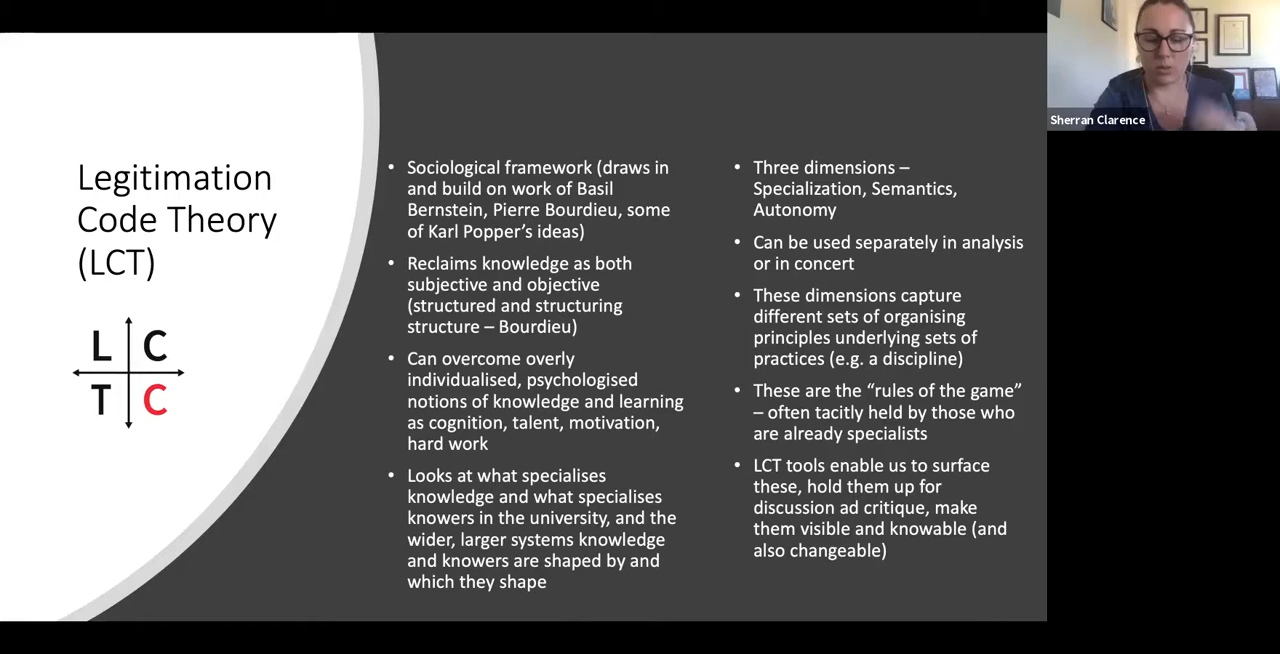 Legitimation
Code Theory
(LCT)
L C
T C
• Sociological framework (draws in
and build on work of Basil
Bernstein, Pierre Bourdieu, some
of Karl Popper's ideas)
• Reclaims knowledge as both
subjective and objective
(structured and structuring
structure – Bourdieu)
• Can overcome overly
individualised, psychologised
notions of knowledge and learning
as cognition, talent, motivation,
hard work
• Looks at what specialises
knowledge and what specialises
knowers in the university, and the
wider, larger systems knowledge
and knowers are shaped by and
which they shape
• Three dimensions –
Specialization, Semantics,
Autonomy
• Can be used separately in analysis
or in concert
• These dimensions capture
different sets of organising
principles underlying sets of
practices (e.g. a discipline)
• These are the “rules of the game”
– often tacitly held by those who
are already specialists
• LCT tools enable us to surface
these, hold them up for
discussion ad critique, make
them visible and knowable (and
also changeable)
Sherran Clarence